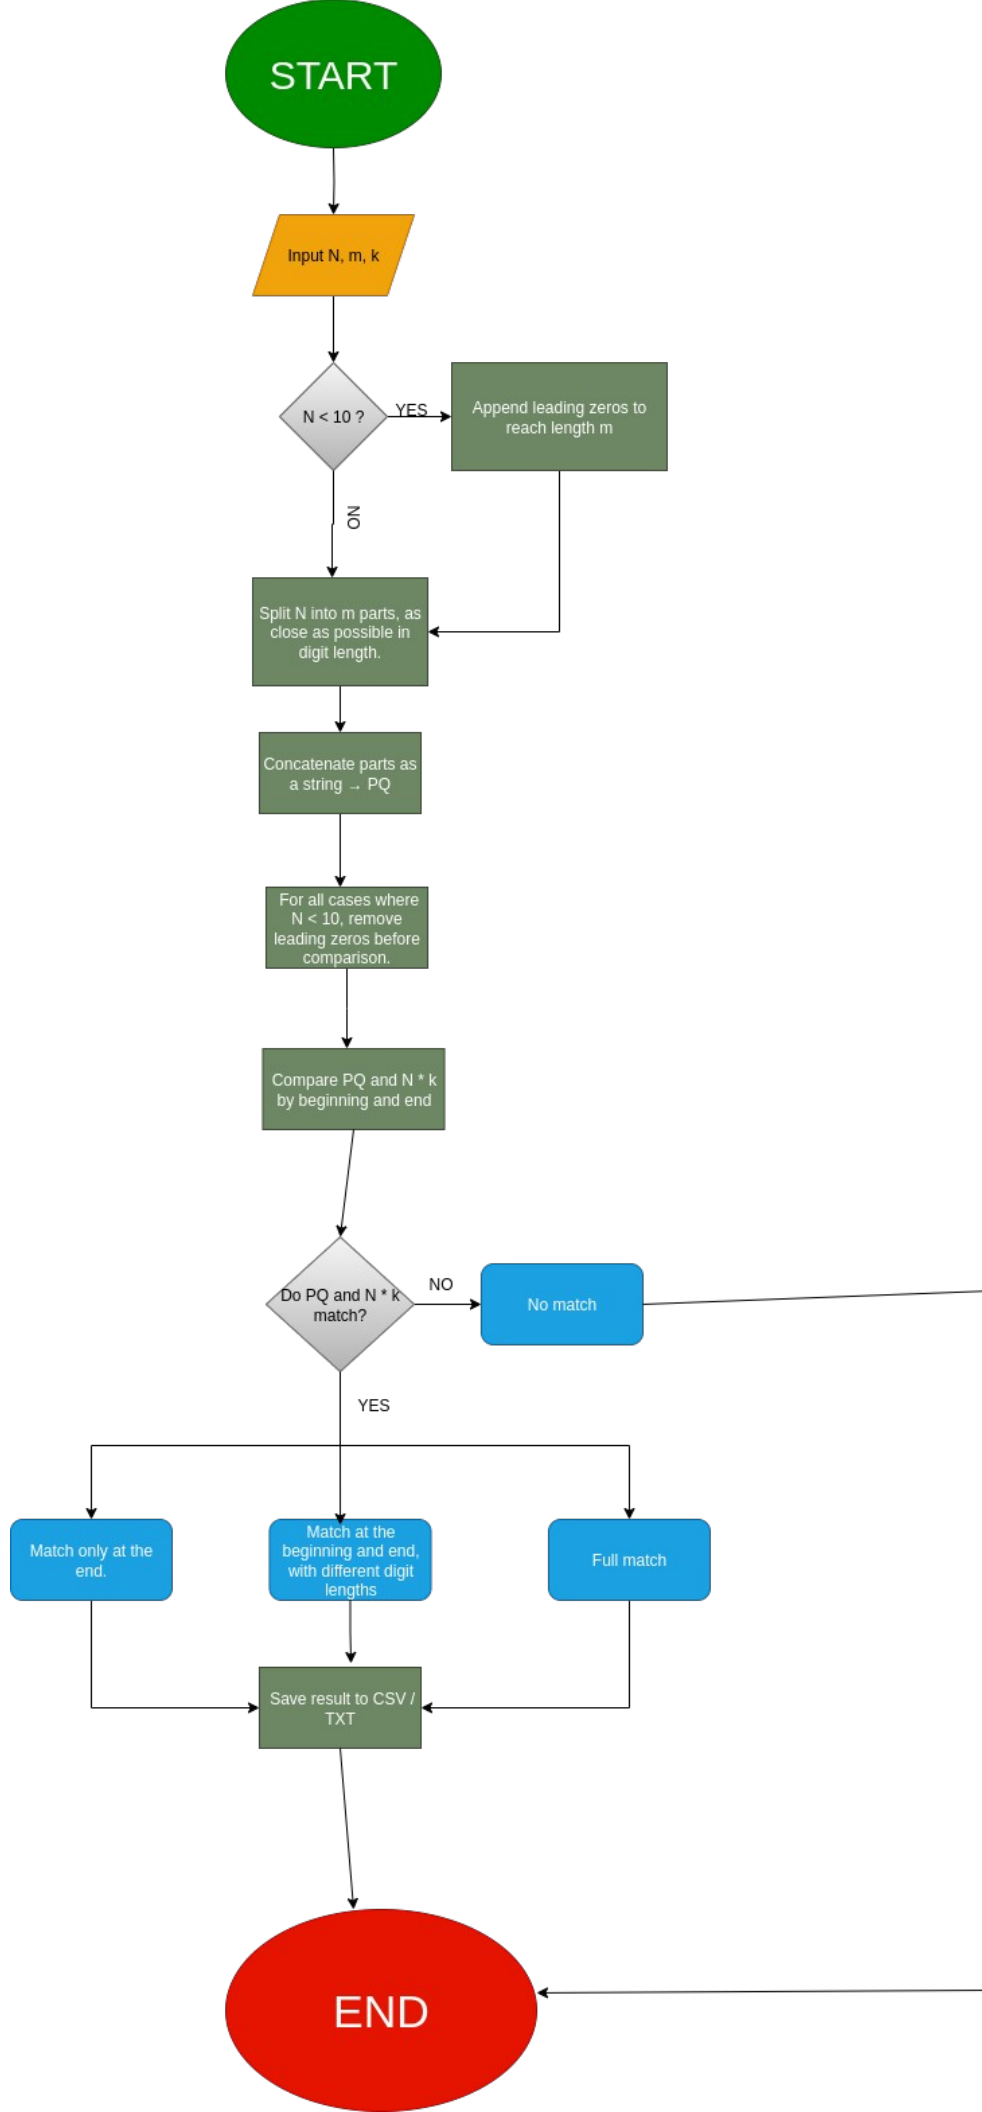 START
Input N, m, k
N < 10 ?
YES
Append leading zeros to
reach length m
NO
Split N into m parts, as
close as possible in
digit length.
Concatenate parts as
a string → PQ
For all cases where
N < 10, remove
leading zeros before
comparison.
Compare PQ and N * k
by beginning and end
Do PQ and N * k
match?
NO
No match
YES
Match only at the
end.
Match at the
beginning and end,
with different digit
lengths
Full match
Save result to CSV /
TXT
END